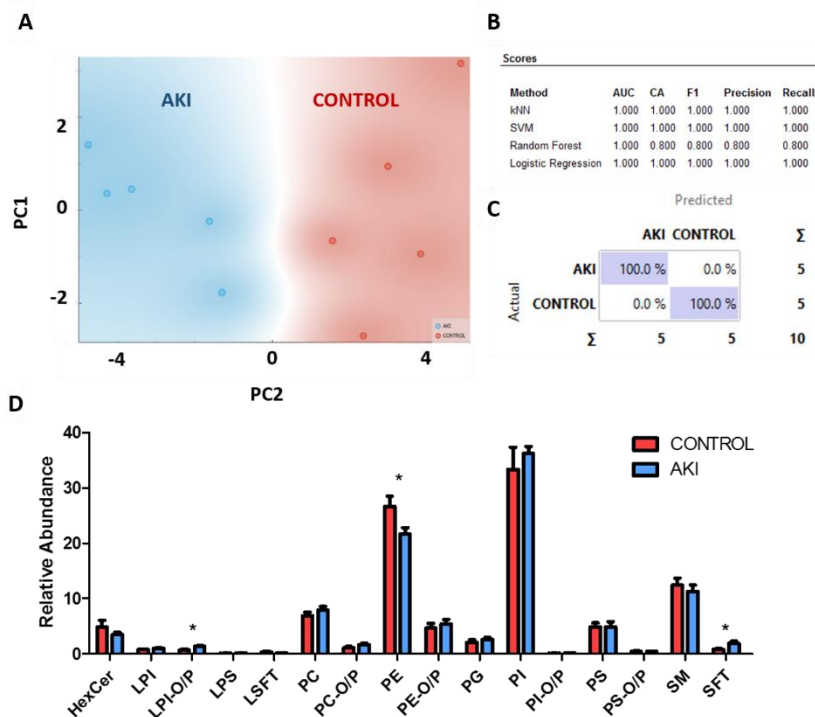 A
PC1
2
0
-2
AKI
CONTROL
AKI
CONTROL
-4
0
4
PC2
B
Scores
Method AUC CA F1 Precision Recall
kNN 1.000 1.000 1.000 1.000 1.000
SVM 1.000 1.000 1.000 1.000 1.000
Random Forest 1.000 0.800 0.800 0.800 0.800
Logistic Regression 1.000 1.000 1.000 1.000 1.000
C
Predicted
AKI CONTROL Σ
Actual
AKI 100.0 % 0.0 % 5
CONTROL 0.0 % 100.0 % 5
Σ 5 5 10
D
Relative Abundance
40
30
20
10
0
*
*
*
CONTROL
AKI
HexCer
LPI
LPI-O/P
LPS
LSFT
PC
PC-O/P
PE
PE-O/P
PG
PI
PI-O/P
PS
PS-O/P
SM
SFT